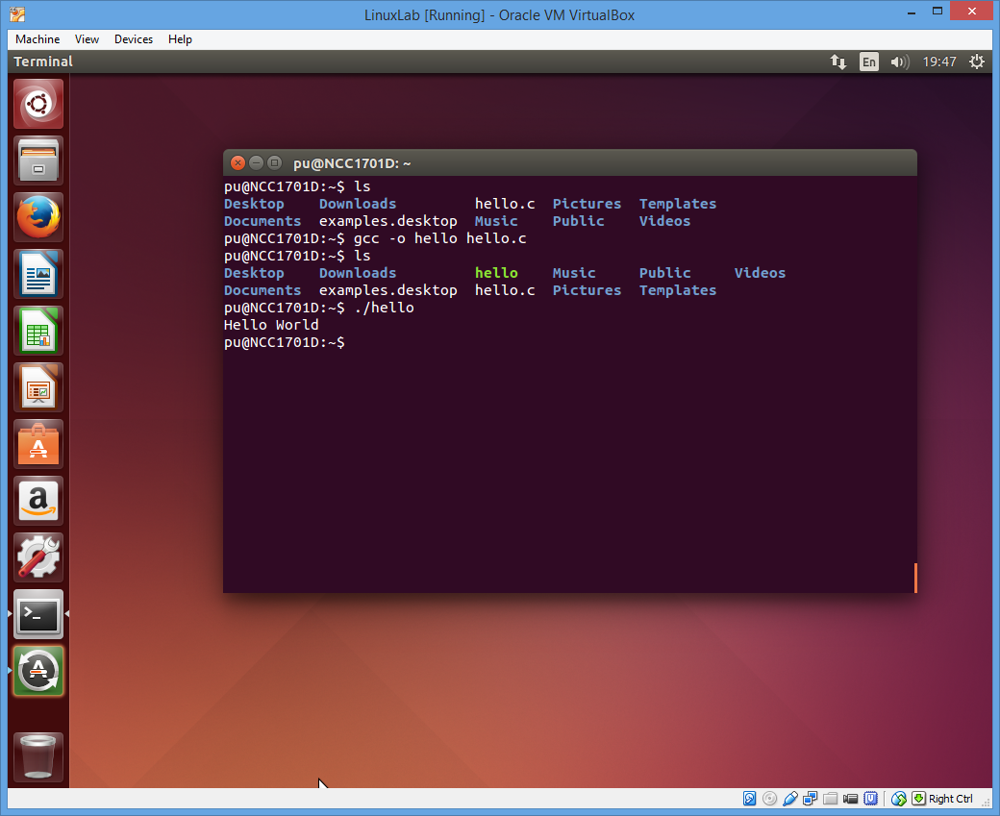 LinuxLab [Running] - Oracle VM VirtualBox
Machine View Devices Help
Terminal En 19:47
pu@NCC1701D: ~
pu@NCC1701D:~$ ls
Desktop Downloads hello.c Pictures Templates
Documents examples.desktop Music Public Videos
pu@NCC1701D:~$ gcc -o hello hello.c
pu@NCC1701D:~$ ls
Desktop Downloads hello Music Public Videos
Documents examples.desktop hello.c Pictures Templates
pu@NCC1701D:~$ ./hello
Hello World
pu@NCC1701D:~$
Right Ctrl